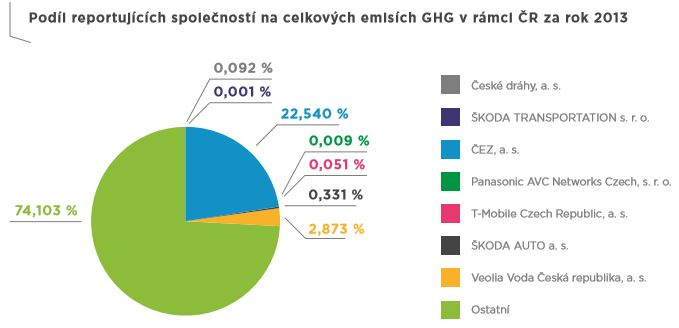 Podíl reportujících společností na celkových emisích GHG v rámci ČR za rok 2013
0,092 %
0,001 %
22,540 %
0,009 %
0,051 %
0,331 %
2,873 %
74,103 %
České dráhy, a. s.
ŠKODA TRANSPORTATION s. r. o.
ČEZ, a. s.
Panasonic AVC Networks Czech, s. r. o.
T-Mobile Czech Republic, a. s.
ŠKODA AUTO a. s.
Veolia Voda Česká republika, a. s.
Ostatní